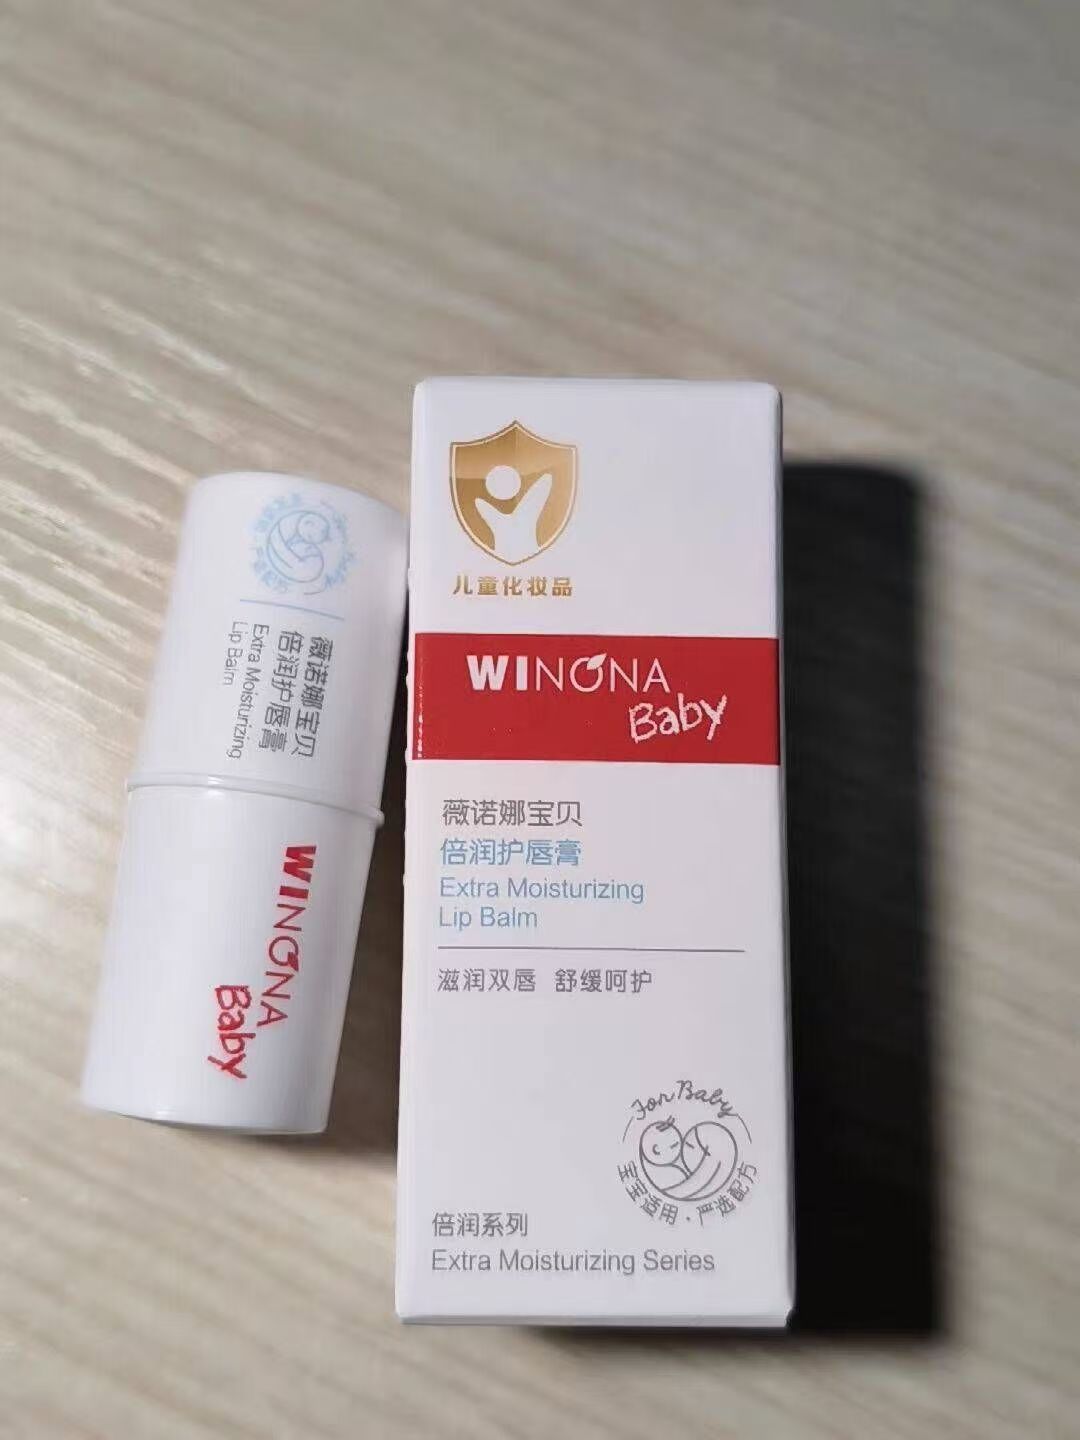 儿童化妆品
WINONA
Baby
薇诺娜宝贝
倍润护唇膏
Extra Moisturizing
Lip Balm
滋润双唇 舒缓呵护
For Baby
宝宝适用·严选配方
倍润系列
Extra Moisturizing Series
薇诺娜宝贝
倍润护唇膏
Extra Moisturizing
Lip Balm
WINONA
Baby